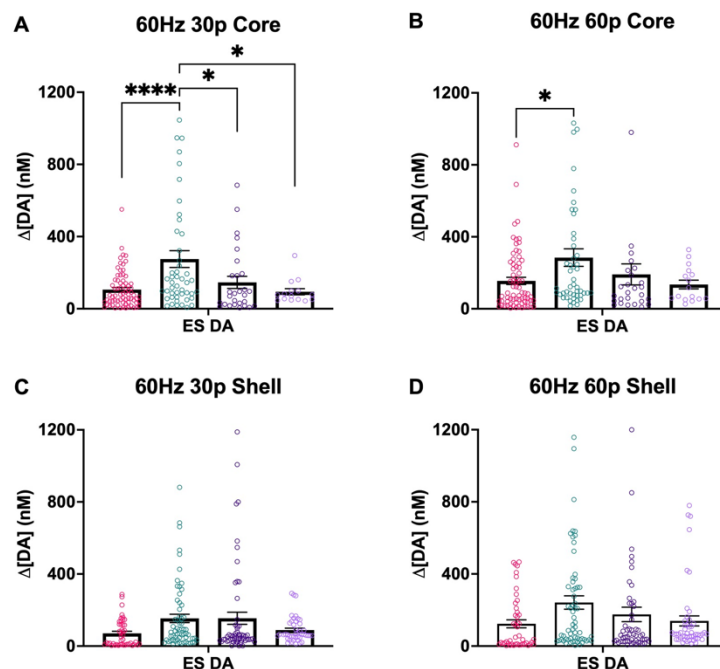 A
60Hz 30p Core
*
****
*
1200
800
400
0
Δ[DA] (nM)
ES DA
B
60Hz 60p Core
*
1200
800
400
0
Δ[DA] (nM)
ES DA
C
60Hz 30p Shell
1200
800
400
0
Δ[DA] (nM)
ES DA
D
60Hz 60p Shell
1200
800
400
0
Δ[DA] (nM)
ES DA